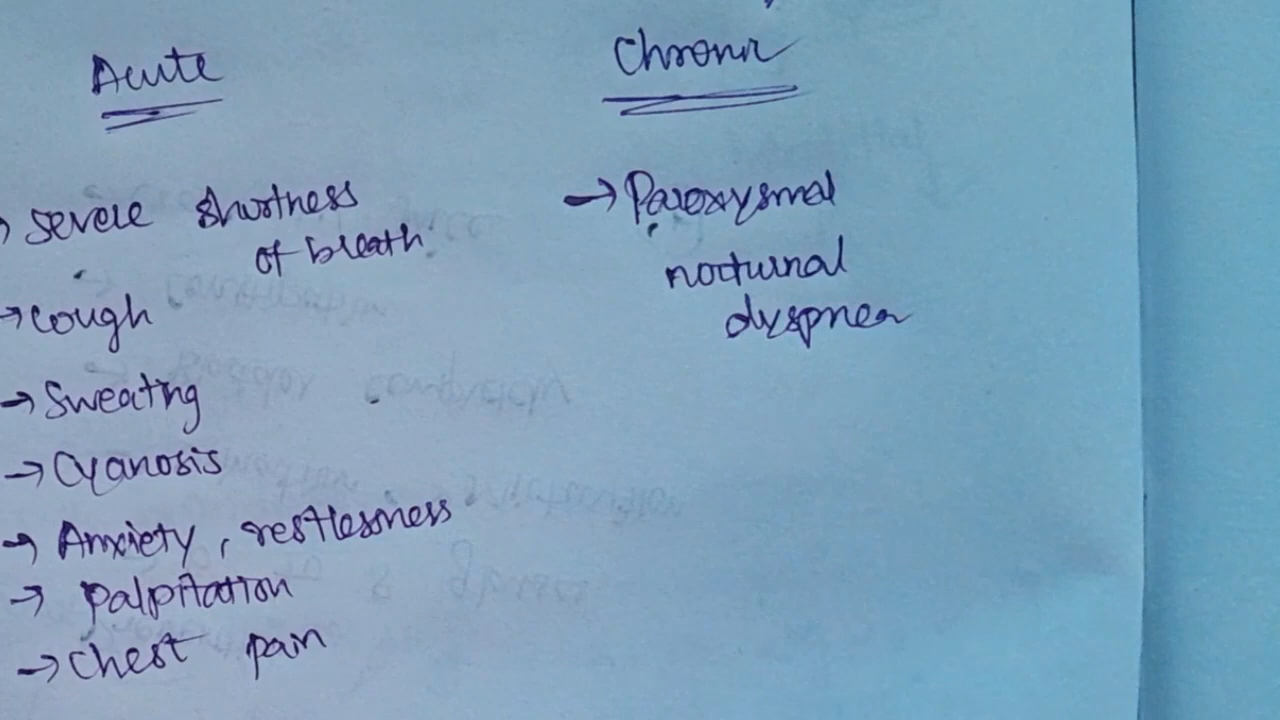 Acute
Chronic
→ severe shortness
of breath
→ cough
→ Sweating
→ Cyanosis
→ Anxiety, restlessness
→ palpitation
→ chest pain
→ Paroxysmal
nocturnal
dyspnea